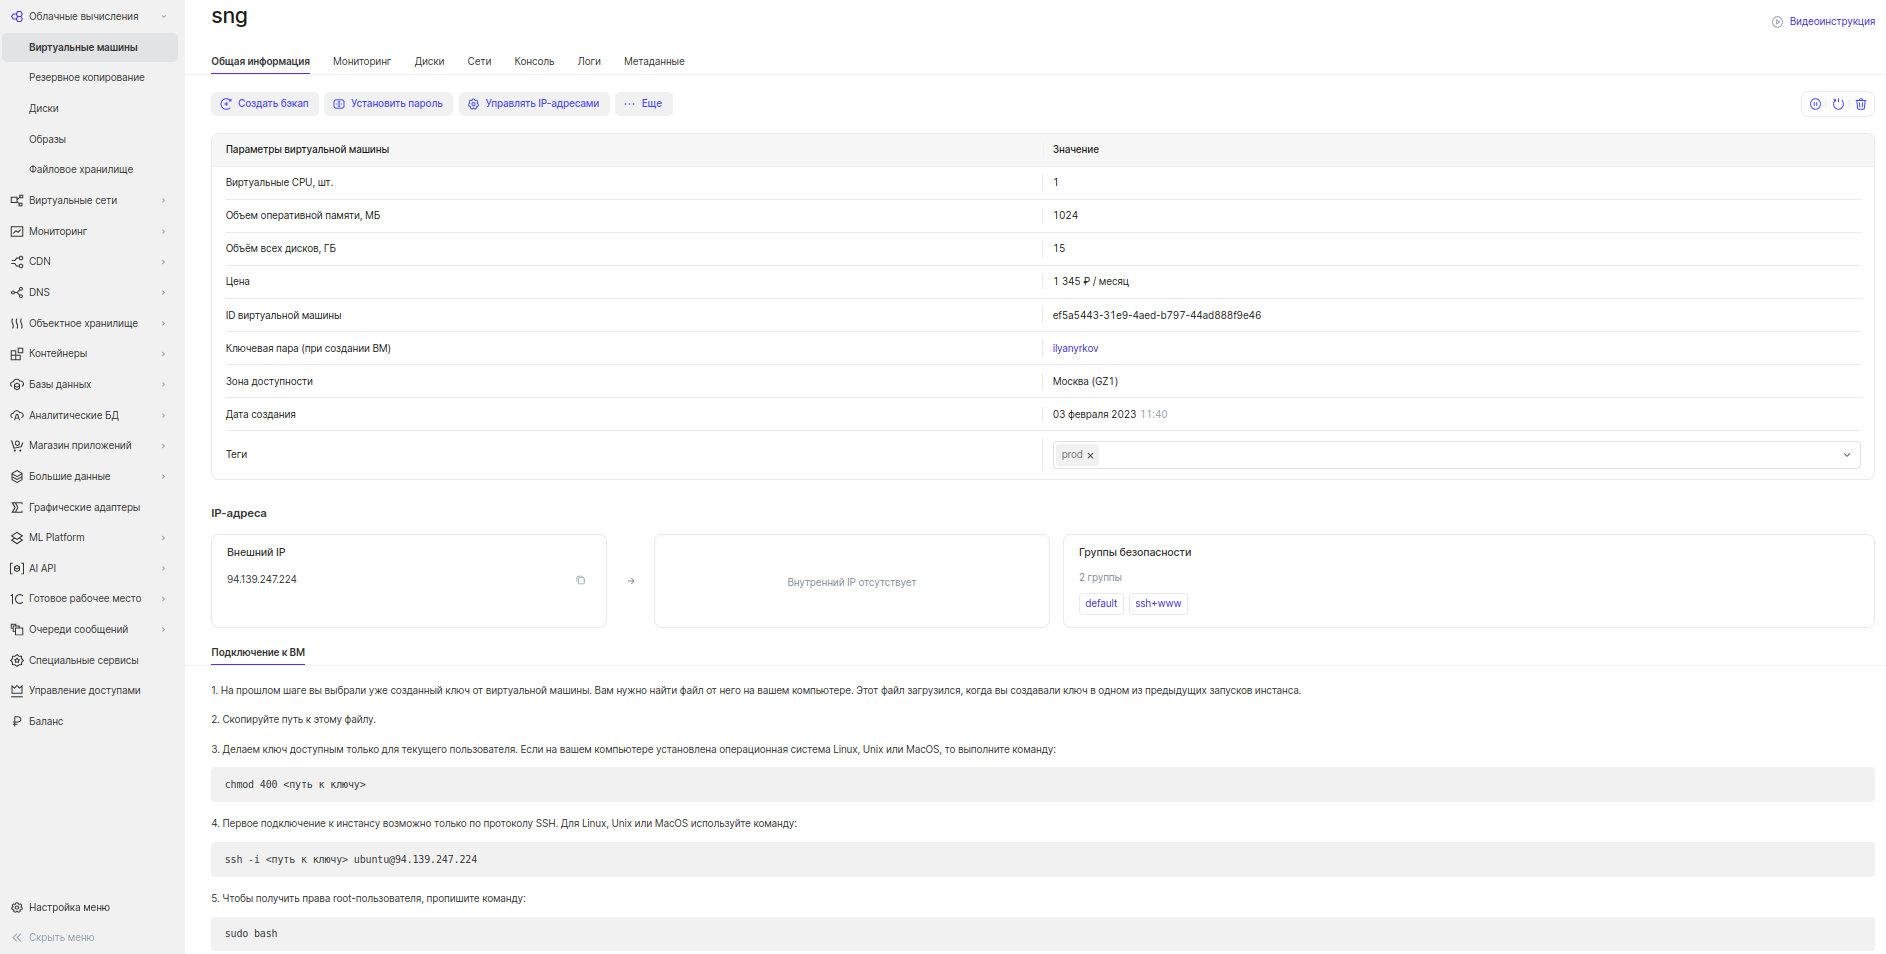 Облачные вычисления
Виртуальные машины
Резервное копирование
Диски
Образы
Файловое хранилище
Виртуальные сети
Мониторинг
CDN
DNS
Объектное хранилище
Контейнеры
Базы данных
Аналитические БД
Магазин приложений
Большие данные
Графические адаптеры
ML Platform
AI API
1C Готовое рабочее место
Очереди сообщений
Специальные сервисы
Управление доступами
Баланс
Настройка меню
Скрыть меню
sng
Видеоинструкция
Общая информация Мониторинг Диски Сети Консоль Логи Метаданные
Создать бэкап Установить пароль Управлять IP-адресами Еще
Параметры виртуальной машины Значение
Виртуальные CPU, шт. 1
Объем оперативной памяти, МБ 1024
Объём всех дисков, ГБ 15
Цена 1 345 ₽ / месяц
ID виртуальной машины ef5a5443-31e9-4aed-b797-44ad888f9e46
Ключевая пара (при создании ВМ) ilyanyrkov
Зона доступности Москва (GZ1)
Дата создания 03 февраля 2023 11:40
Теги prod
IP-адреса
Внешний IP
94.139.247.224
Внутренний IP отсутствует
Группы безопасности
2 группы
default ssh+www
Подключение к ВМ
1. На прошлом шаге вы выбрали уже созданный ключ от виртуальной машины. Вам нужно найти файл от него на вашем компьютере. Этот файл загрузился, когда вы создавали ключ в одном из предыдущих запусков инстанса.
2. Скопируйте путь к этому файлу.
3. Делаем ключ доступным только для текущего пользователя. Если на вашем компьютере установлена операционная система Linux, Unix или MacOS, то выполните команду:
chmod 400 <путь к ключу>
4. Первое подключение к инстансу возможно только по протоколу SSH. Для Linux, Unix или MacOS используйте команду:
ssh -i <путь к ключу> ubuntu@94.139.247.224
5. Чтобы получить права root-пользователя, пропишите команду:
sudo bash